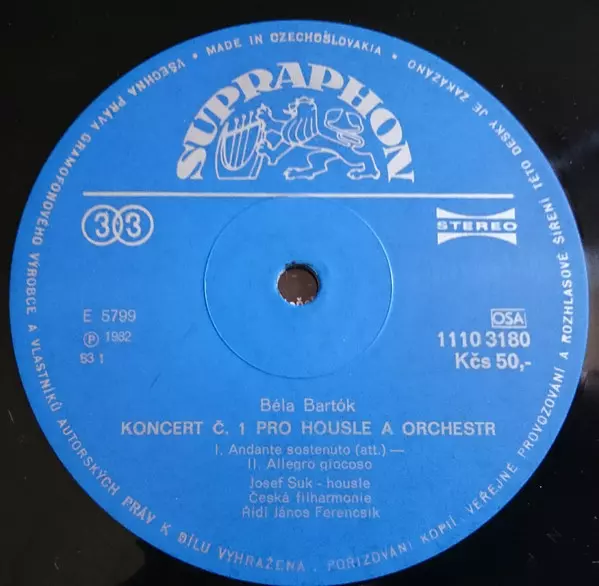 VŠECHNA PRÁVA GRAMOFONOVÉHO VÝROBCE A VLASTNÍKŮ AUTORSKÝCH PRÁV K DÍLU VYHRAŽENA. POŘIZOVÁNÍ KOPIÍ, VEŘEJNÉ PROVOZOVÁNÍ A ROZHLASOVÉ ŠÍŘENÍ TÉTO DESKY JE ZAKÁZÁNO
• MADE IN CZECHOSLOVAKIA •
SUPRAPHON
33
STEREO
E 5799
℗ 1982
83 1
OSA
1110 3180
Kčs 50,-
Béla Bartók
KONCERT Č. 1 PRO HOUSLE A ORCHESTR
I. Andante sostenuto (att.) —
II. Allegro giocoso
Josef Suk - housle
Česká filharmonie
Řídí János Ferencsik